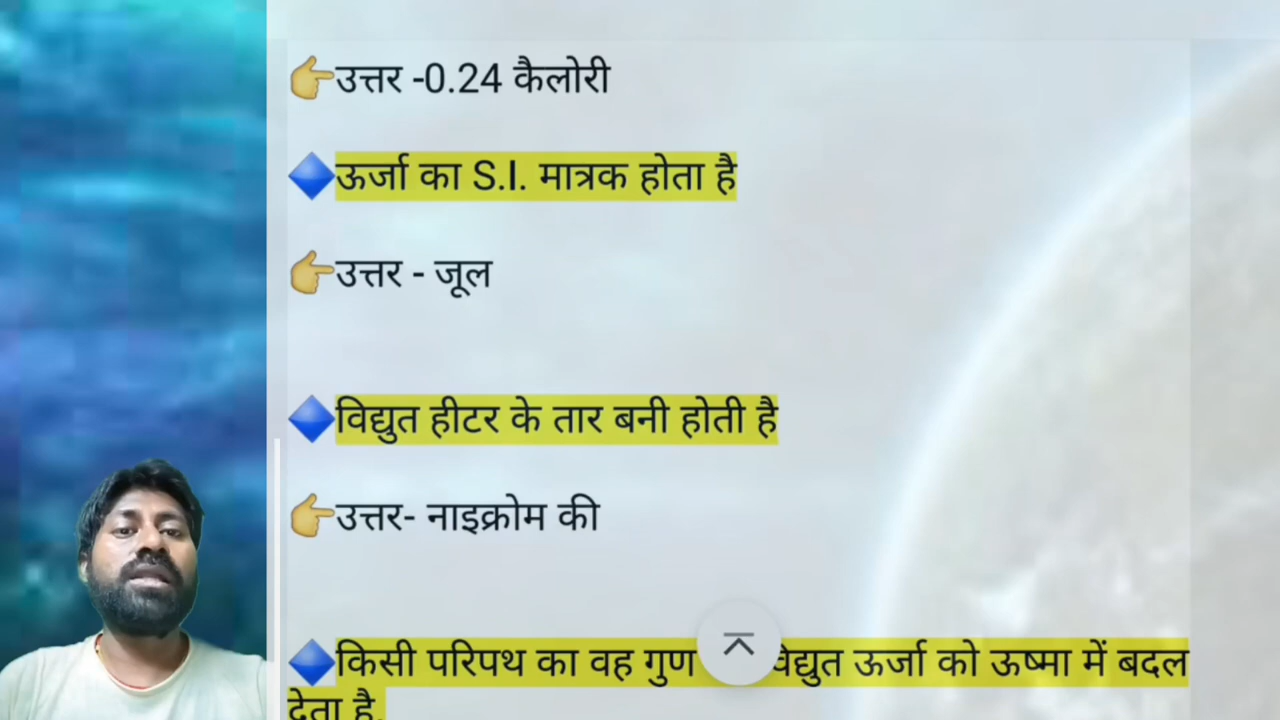 👉उत्तर -0.24 कैलोरी
🔷ऊर्जा का S.I. मात्रक होता है
👉उत्तर - जूल
🔷विद्युत हीटर के तार बनी होती है
👉उत्तर- नाइक्रोम की
🔷किसी परिपथ का वह गुण विद्युत ऊर्जा को ऊष्मा में बदल
देता है.